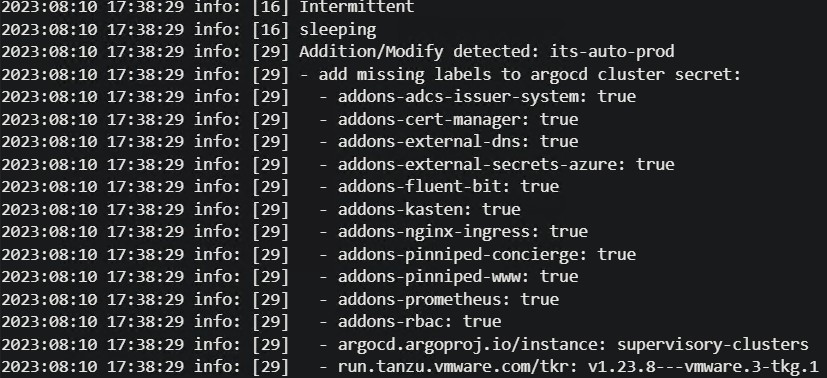 2023:08:10 17:38:29 info: [16] Intermittent
2023:08:10 17:38:29 info: [16] sleeping
2023:08:10 17:38:29 info: [29] Addition/Modify detected: its-auto-prod
2023:08:10 17:38:29 info: [29] - add missing labels to argocd cluster secret:
2023:08:10 17:38:29 info: [29]   - addons-adcs-issuer-system: true
2023:08:10 17:38:29 info: [29]   - addons-cert-manager: true
2023:08:10 17:38:29 info: [29]   - addons-external-dns: true
2023:08:10 17:38:29 info: [29]   - addons-external-secrets-azure: true
2023:08:10 17:38:29 info: [29]   - addons-fluent-bit: true
2023:08:10 17:38:29 info: [29]   - addons-kasten: true
2023:08:10 17:38:29 info: [29]   - addons-nginx-ingress: true
2023:08:10 17:38:29 info: [29]   - addons-pinniped-concierge: true
2023:08:10 17:38:29 info: [29]   - addons-pinniped-www: true
2023:08:10 17:38:29 info: [29]   - addons-prometheus: true
2023:08:10 17:38:29 info: [29]   - addons-rbac: true
2023:08:10 17:38:29 info: [29]   - argocd.argoproj.io/instance: supervisory-clusters
2023:08:10 17:38:29 info: [29]   - run.tanzu.vmware.com/tkr: v1.23.8---vmware.3-tkg.1